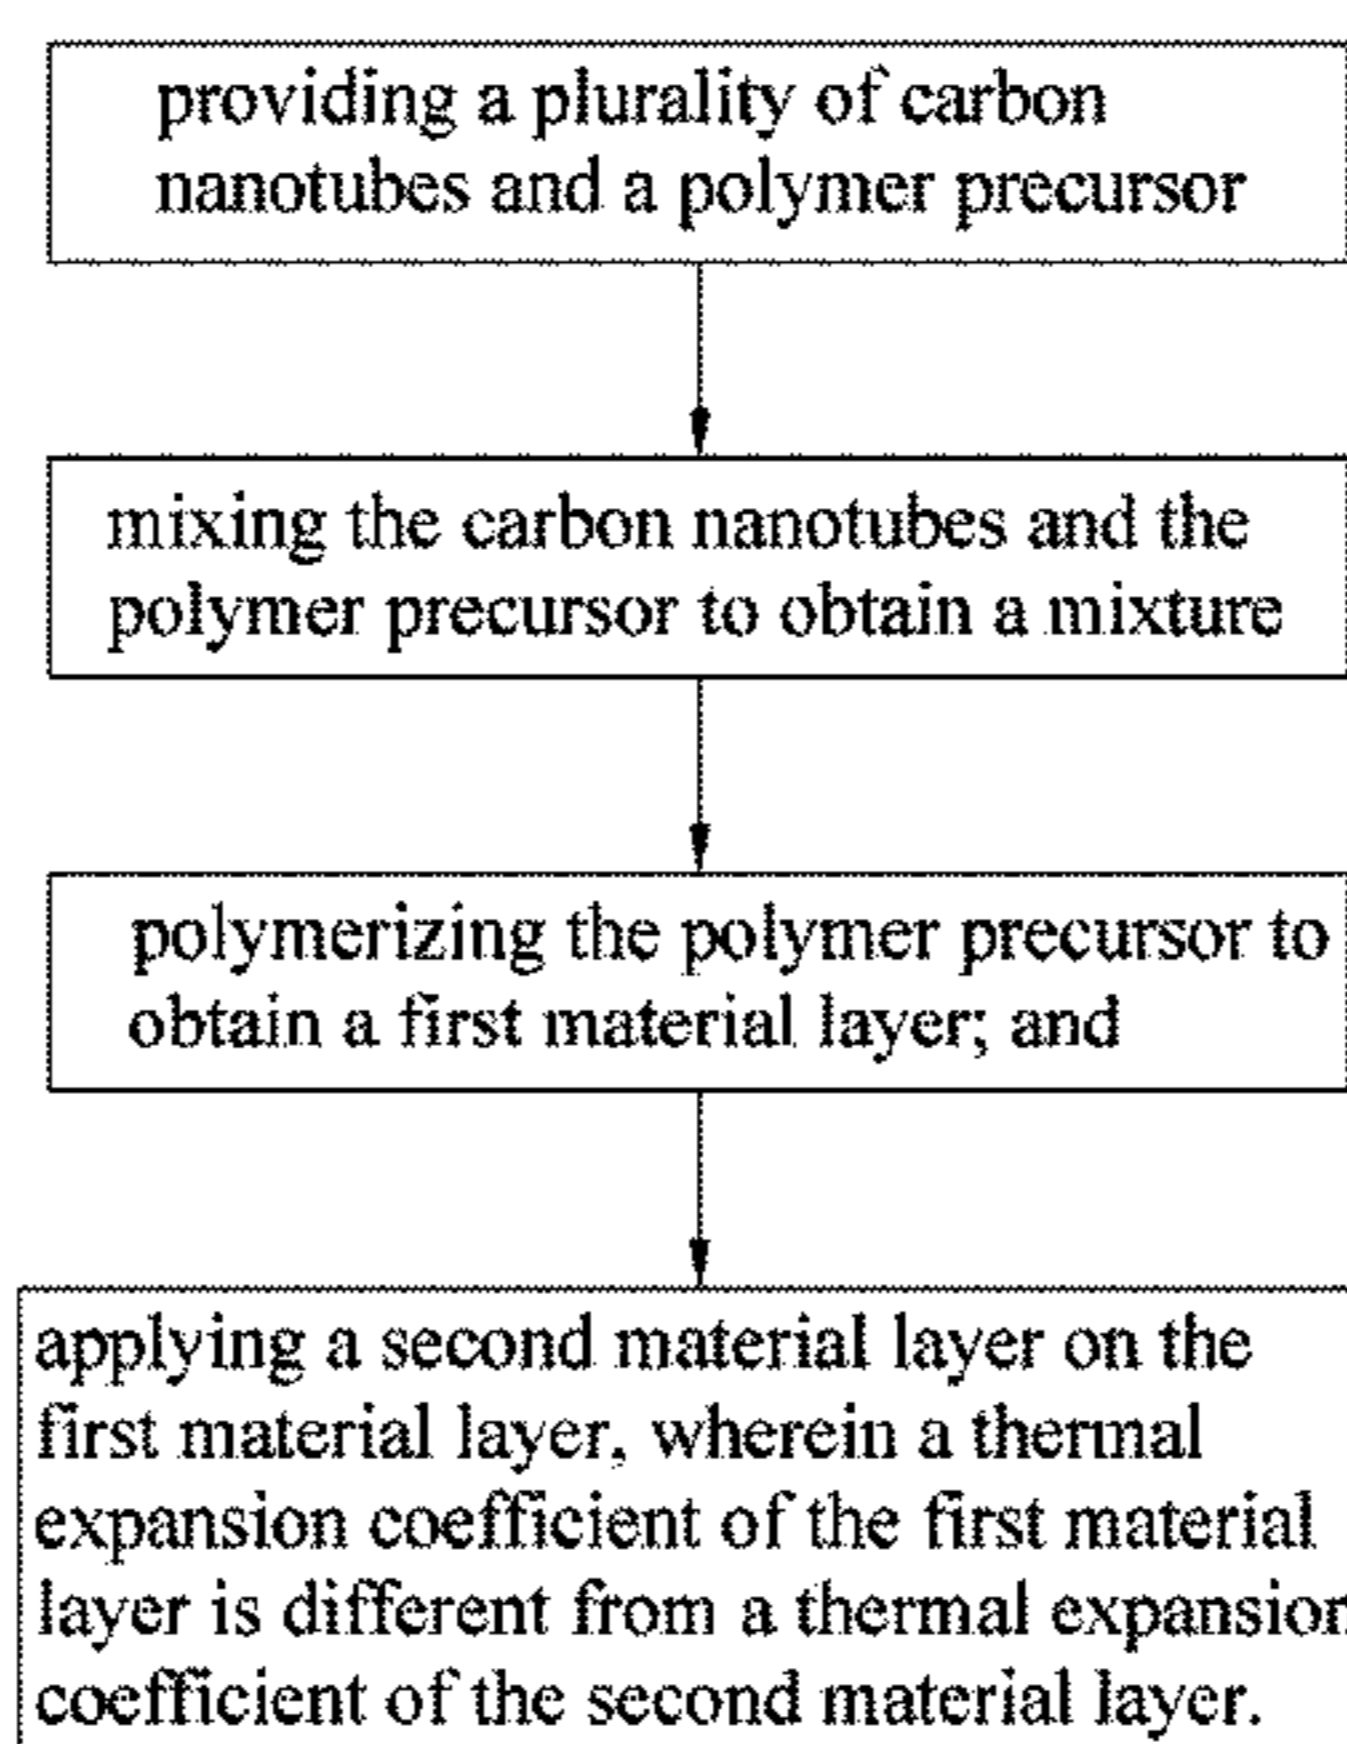 providing a plurality of carbon
nanotubes and a polymer precursor
mixing the carbon nanotubes and the
polymer precursor to obtain a mixture
polymerizing the polymer precursor to
obtain a first material layer; and
applying a second material layer on the
first material layer, wherein a thermal
expansion coefficient of the first material
layer is different from a thermal expansion
coefficient of the second material layer.